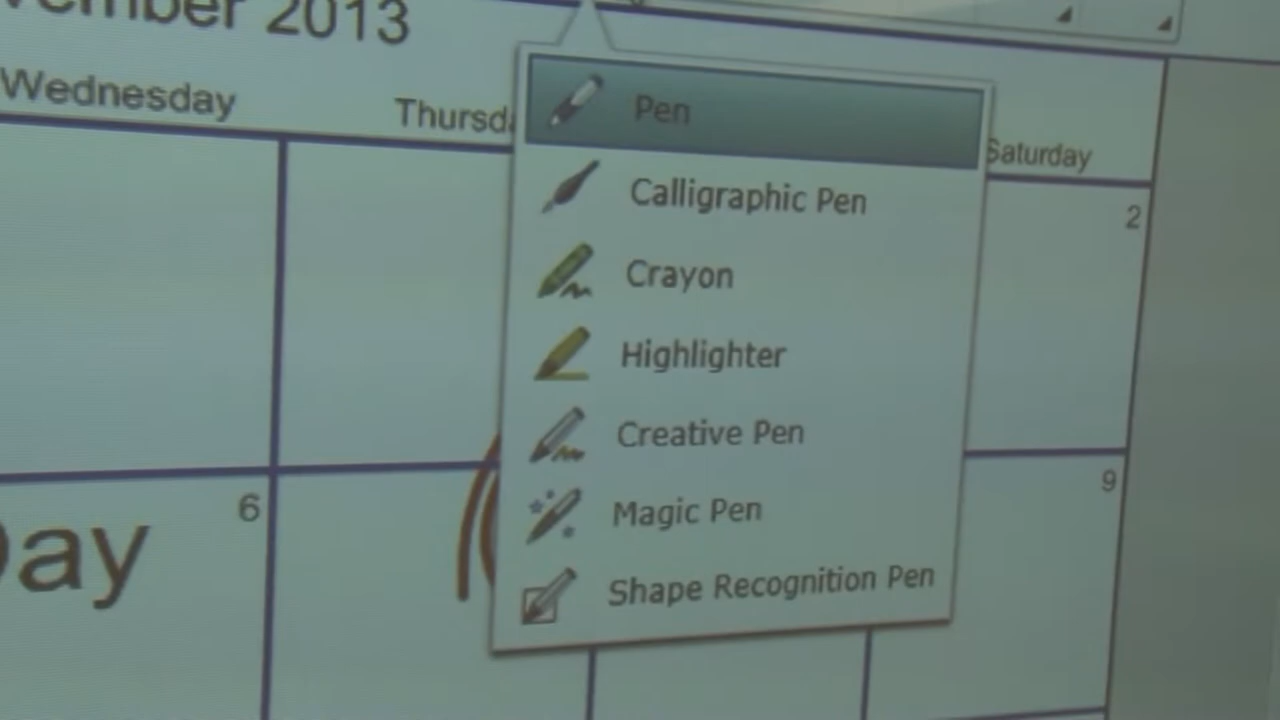 vember 2013
Wednesday
Thursda
Saturday
Pen
Calligraphic Pen
Crayon
Highlighter
Creative Pen
Magic Pen
Shape Recognition Pen
2
6
9
Day